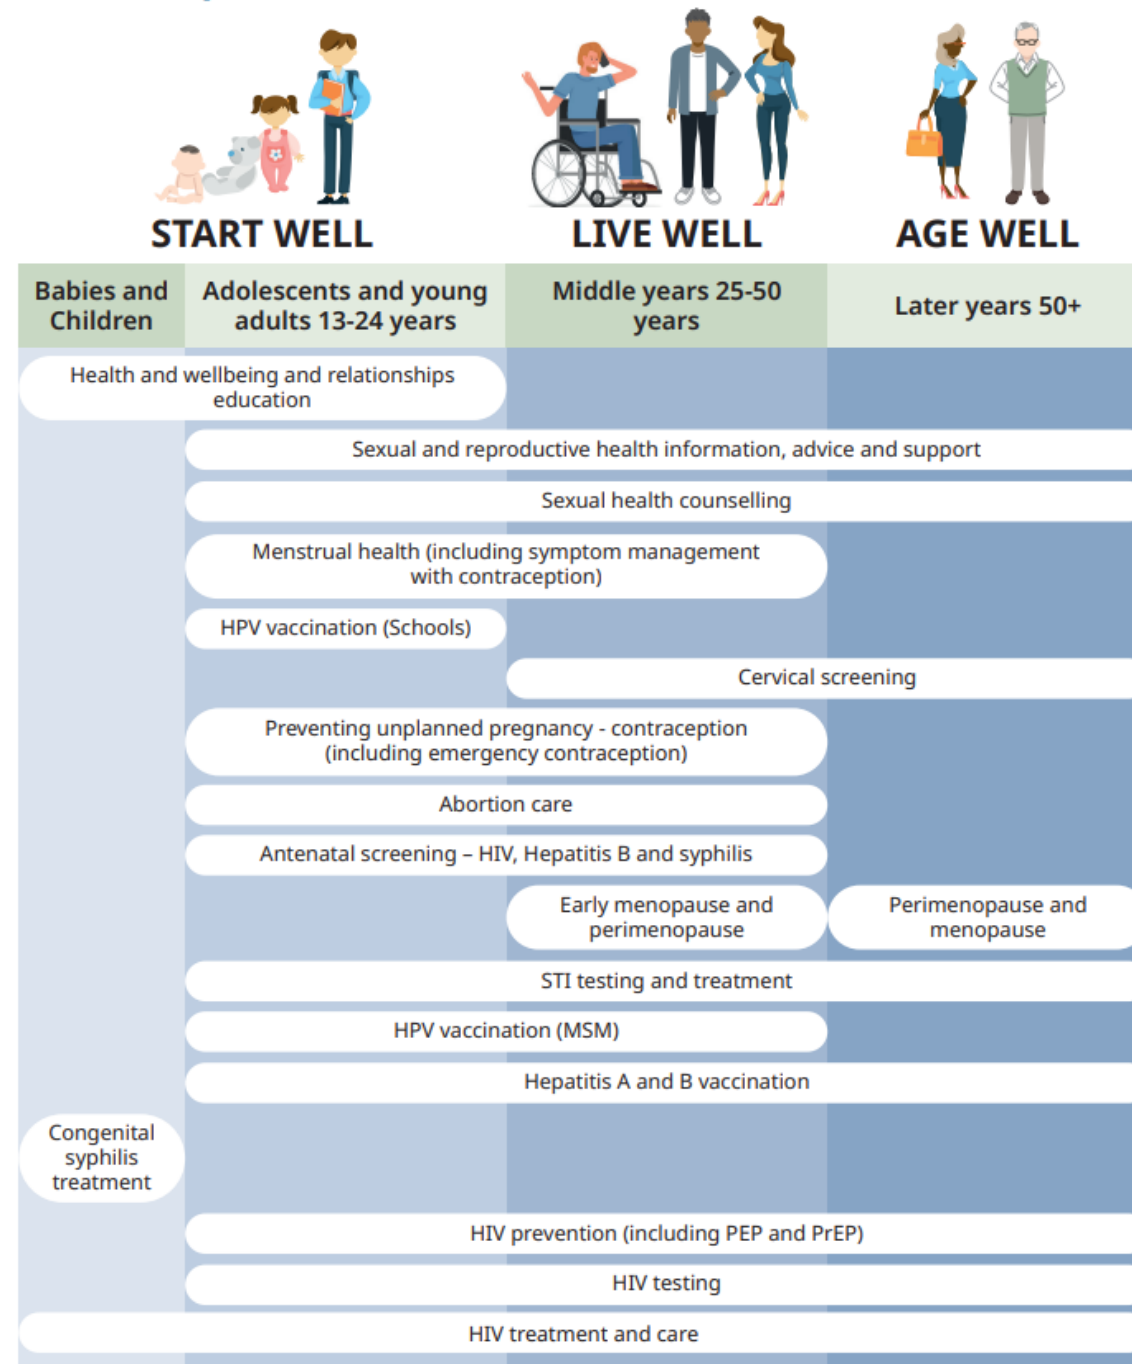 START WELL
LIVE WELL
AGE WELL
Babies and
Children
Adolescents and young
adults 13-24 years
Middle years 25-50
years
Later years 50+
Health and wellbeing and relationships
education
Sexual and reproductive health information, advice and support
Sexual health counselling
Menstrual health (including symptom management
with contraception)
HPV vaccination (Schools)
Cervical screening
Preventing unplanned pregnancy - contraception
(including emergency contraception)
Abortion care
Antenatal screening – HIV, Hepatitis B and syphilis
Early menopause and
perimenopause
Perimenopause and
menopause
STI testing and treatment
HPV vaccination (MSM)
Hepatitis A and B vaccination
Congenital
syphilis
treatment
HIV prevention (including PEP and PrEP)
HIV testing
HIV treatment and care